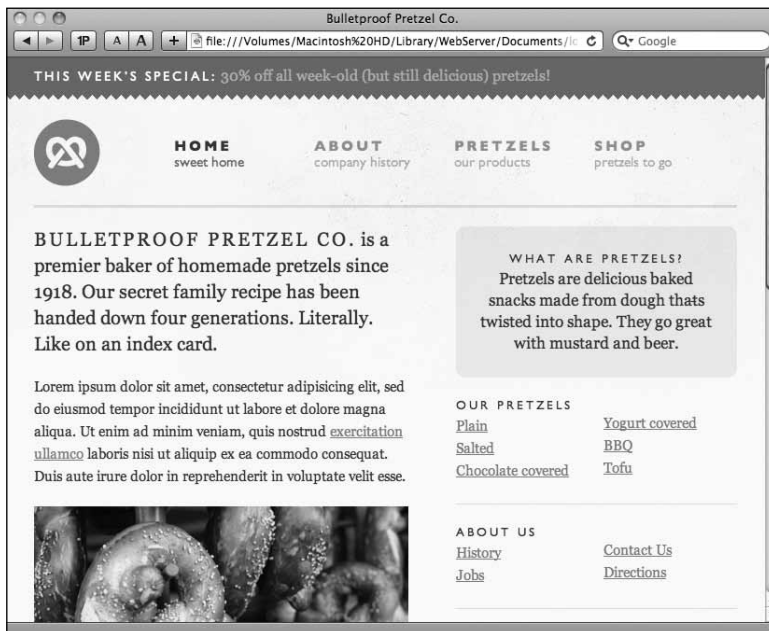 Bulletproof Pretzel Co.
1P
A A
+
file:///Volumes/Macintosh%20HD/Library/WebServer/Documents/
Google
THIS WEEK'S SPECIAL: 30% off all week-old (but still delicious) pretzels!
HOME
sweet home
ABOUT
company history
PRETZELS
our products
SHOP
pretzels to go
BULLETPROOF PRETZEL CO. is a
premier baker of homemade pretzels since
1918. Our secret family recipe has been
handed down four generations. Literally.
Like on an index card.
Lorem ipsum dolor sit amet, consectetur adipisicing elit, sed
do eiusmod tempor incididunt ut labore et dolore magna
aliqua. Ut enim ad minim veniam, quis nostrud exercitation
ullamco laboris nisi ut aliquip ex ea commodo consequat.
Duis aute irure dolor in reprehenderit in voluptate velit esse.
WHAT ARE PRETZELS?
Pretzels are delicious baked
snacks made from dough thats
twisted into shape. They go great
with mustard and beer.
OUR PRETZELS
Plain
Salted
Chocolate covered
Yogurt covered
BBQ
Tofu
ABOUT US
History
Jobs
Contact Us
Directions